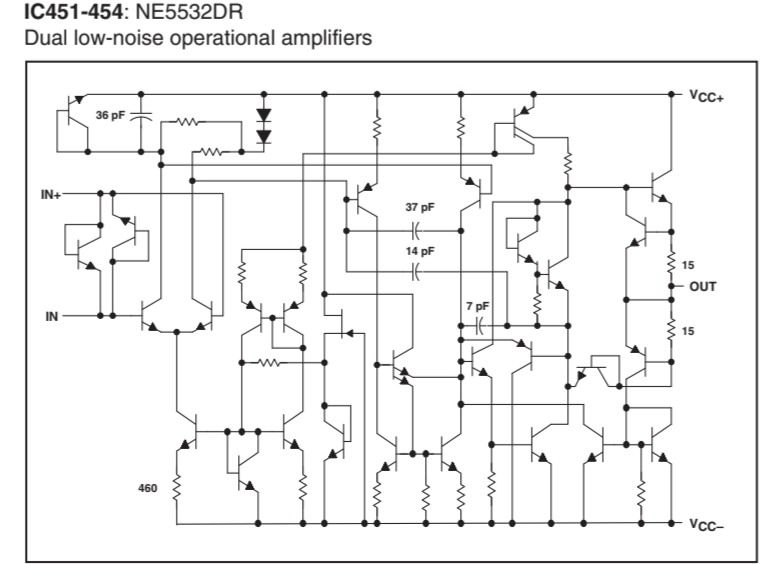 IC451-454: NE5532DR
Dual low-noise operational amplifiers
VCC+
36 pF
IN+
37 pF
14 pF
15
OUT
7 pF
IN
15
460
VCC−